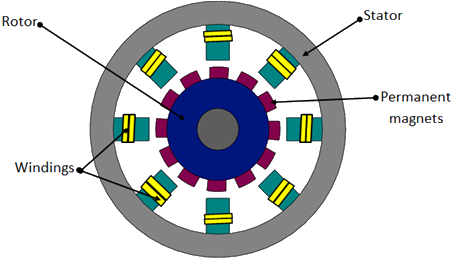 Rotor
Stator
Permanent
magnets
Windings